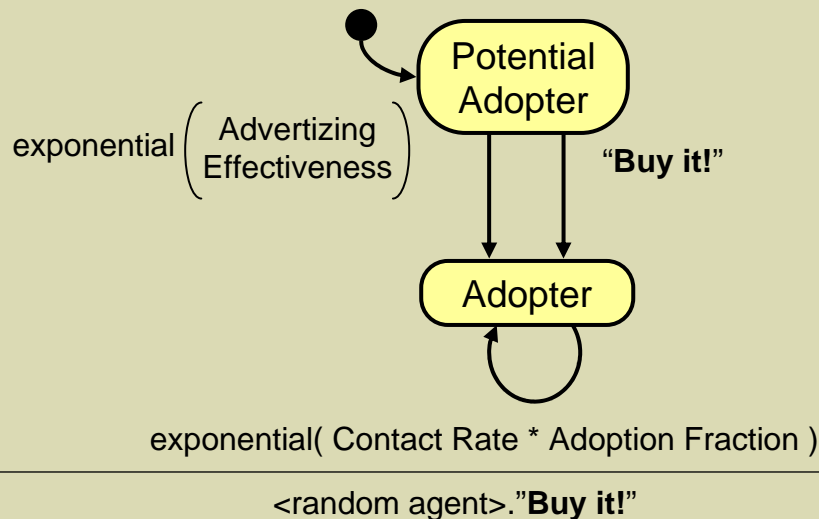 Potential
Adopter
exponential ( Advertizing
Effectiveness )
“Buy it!”
Adopter
exponential( Contact Rate * Adoption Fraction )
<random agent>."Buy it!”